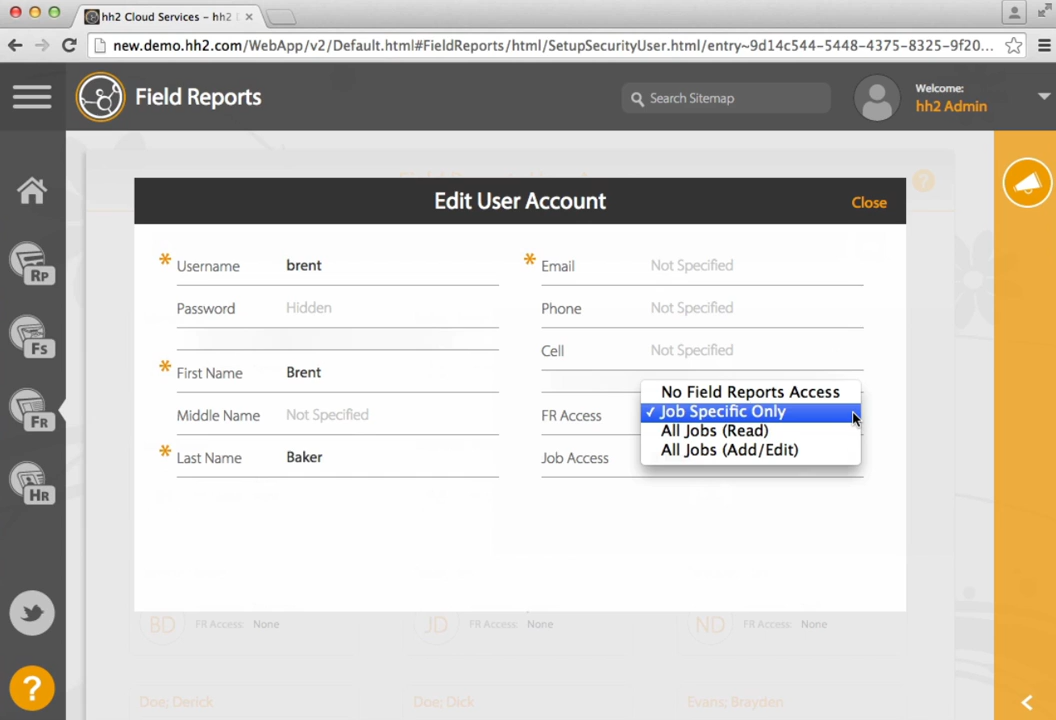 hh2 Cloud Services – hh2
new.demo.hh2.com/WebApp/v2/Default.html#FieldReports/html/SetupSecurityUser.html/entry~9d14c544-5448-4375-8325-9f20...
Field Reports
Search Sitemap
Welcome:
hh2 Admin
Edit User Account
Close
* Username brent
Password Hidden
* First Name Brent
Middle Name Not Specified
* Last Name Baker
* Email Not Specified
Phone Not Specified
Cell Not Specified
FR Access
No Field Reports Access
✓ Job Specific Only
All Jobs (Read)
All Jobs (Add/Edit)
Job Access
Rp
Fs
FR
HR
?
BD FR Access: None
JD FR Access: None
ND FR Access: None
Doe; Derick
Doe; Dick
Evans; Brayden